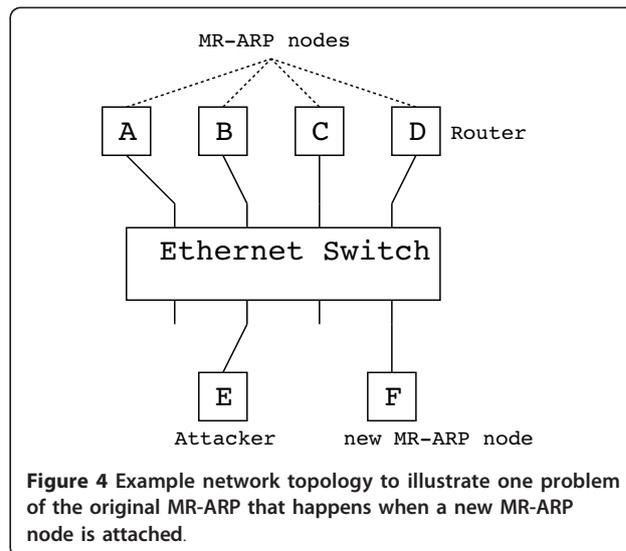 MR-ARP nodes
A B C D Router
Ethernet Switch
E F
Attacker new MR-ARP node
Figure 4 Example network topology to illustrate one problem
of the original MR-ARP that happens when a new MR-ARP
node is attached.